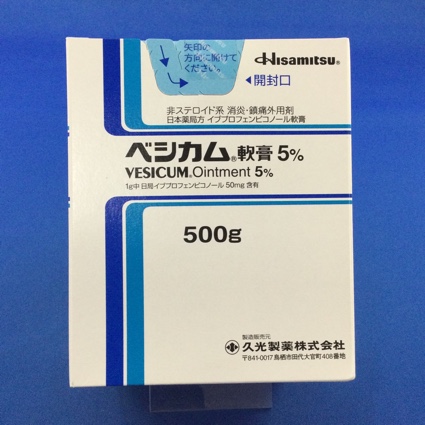 矢印の
方向に開けて
ください。
Hisamitsu®
◀開封口
非ステロイド系 消炎・鎮痛外用剤
日本薬局方 イブプロフェンピコノール軟膏
ベシカム®軟膏 5%
VESICUM®Ointment 5%
1g中 日局イブプロフェンピコノール 50mg 含有
500g
製造販売元
久光製薬株式会社
〒841-0017 鳥栖市田代大官町408番地